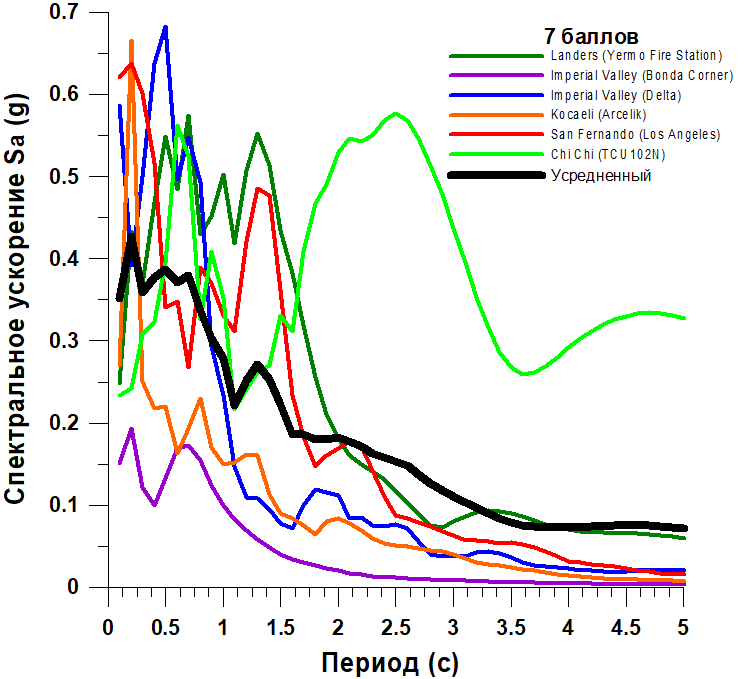 7 баллов
Landers (Yermo Fire Station)
Imperial Valley (Bonda Corner)
Imperial Valley (Delta)
Kocaeli (Arcelik)
San Fernando (Los Angeles)
Chi Chi (TCU 102N)
Усредненный
Спектральное ускорение Sa (g)
0.7
0.6
0.5
0.4
0.3
0.2
0.1
0
0 0.5 1 1.5 2 2.5 3 3.5 4 4.5 5
Период (с)